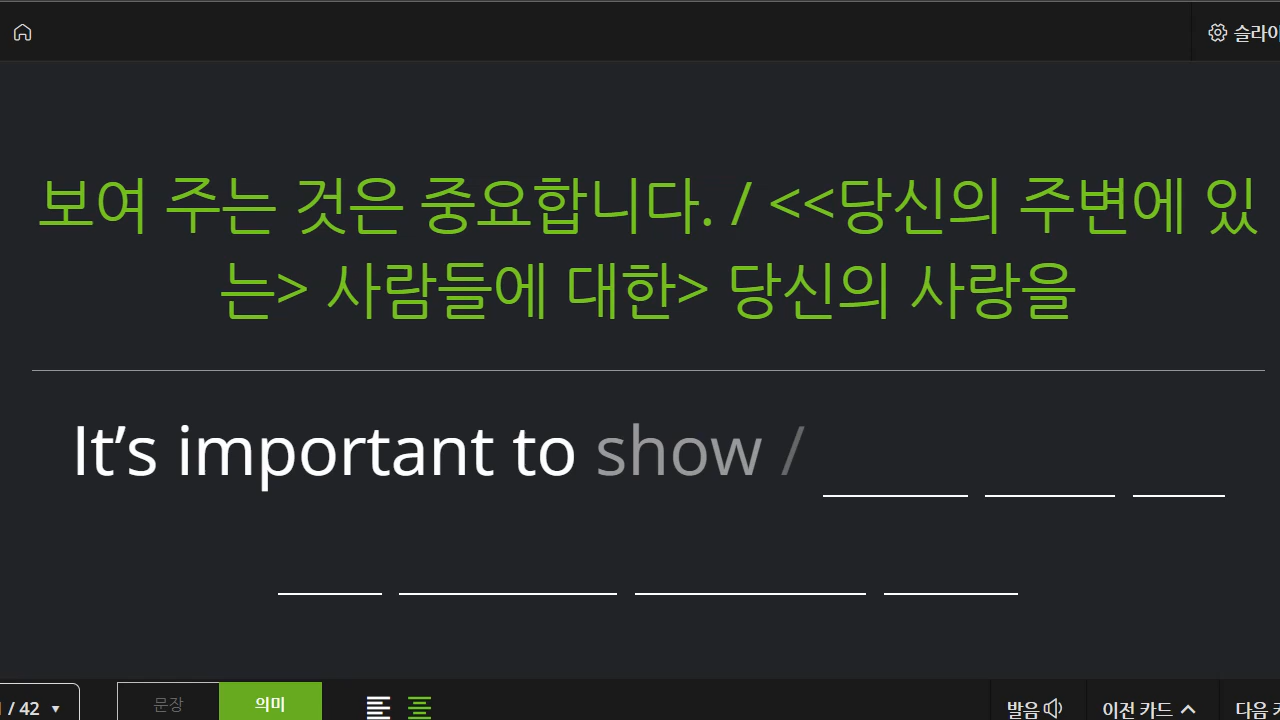 슬라이
보여 주는 것은 중요합니다. / <<당신의 주변에 있
는> 사람들에 대한> 당신의 사랑을
It’s important to show /
/ 42 ▼
문장
의미
발음
이전 카드
다음